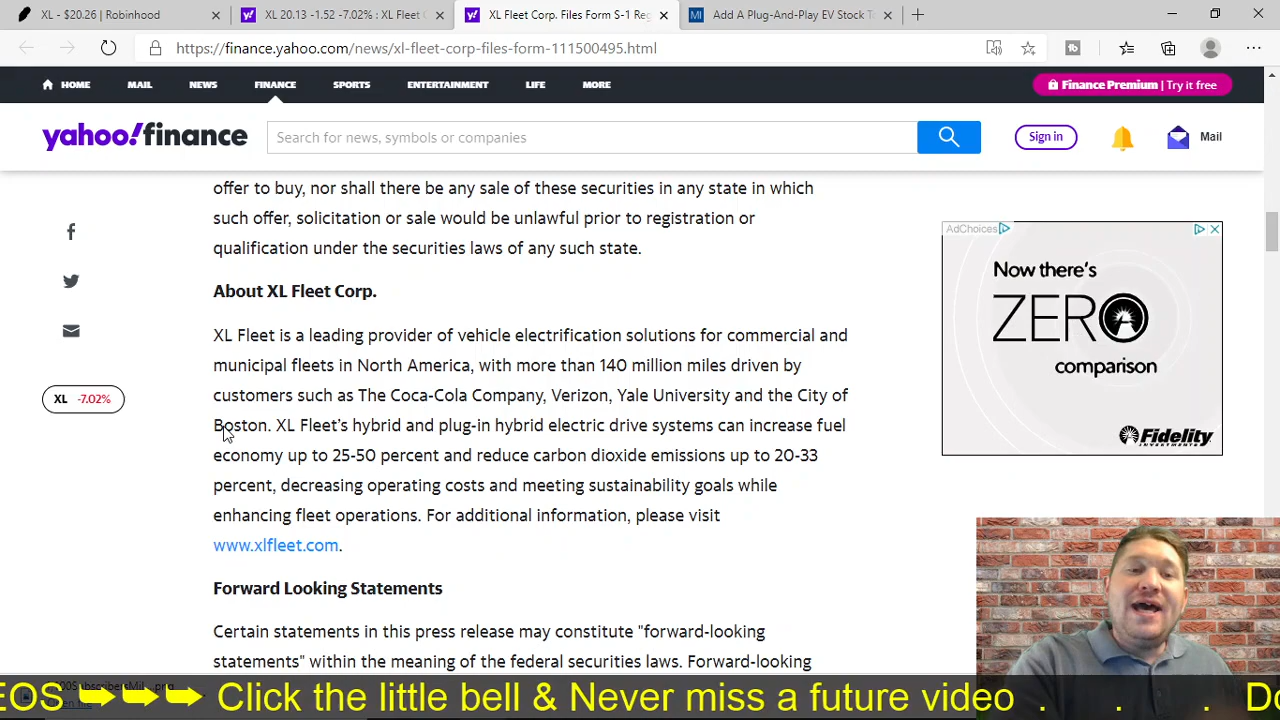 XL - $20.26 | Robinhood
XL 20.13 -1.52 -7.02% : XL Fleet C
XL Fleet Corp. Files Form S-1 Reg
MI Add A Plug-And-Play EV Stock To
https://finance.yahoo.com/news/xl-fleet-corp-files-form-111500495.html
HOME MAIL NEWS FINANCE SPORTS ENTERTAINMENT LIFE MORE
Finance Premium | Try it free
yahoo!finance
Search for news, symbols or companies
Sign in
Mail
offer to buy, nor shall there be any sale of these securities in any state in which
such offer, solicitation or sale would be unlawful prior to registration or
qualification under the securities laws of any such state.
About XL Fleet Corp.
XL Fleet is a leading provider of vehicle electrification solutions for commercial and
municipal fleets in North America, with more than 140 million miles driven by
customers such as The Coca-Cola Company, Verizon, Yale University and the City of
Boston. XL Fleet’s hybrid and plug-in hybrid electric drive systems can increase fuel
economy up to 25-50 percent and reduce carbon dioxide emissions up to 20-33
percent, decreasing operating costs and meeting sustainability goals while
enhancing fleet operations. For additional information, please visit
www.xlfleet.com.
Forward Looking Statements
Certain statements in this press release may constitute "forward-looking
statements" within the meaning of the federal securities laws. Forward-looking
XL -7.02%
AdChoices
Now there's
ZERO
comparison
Fidelity
INVESTMENTS
EOS Click the little bell & Never miss a future video . . . Do